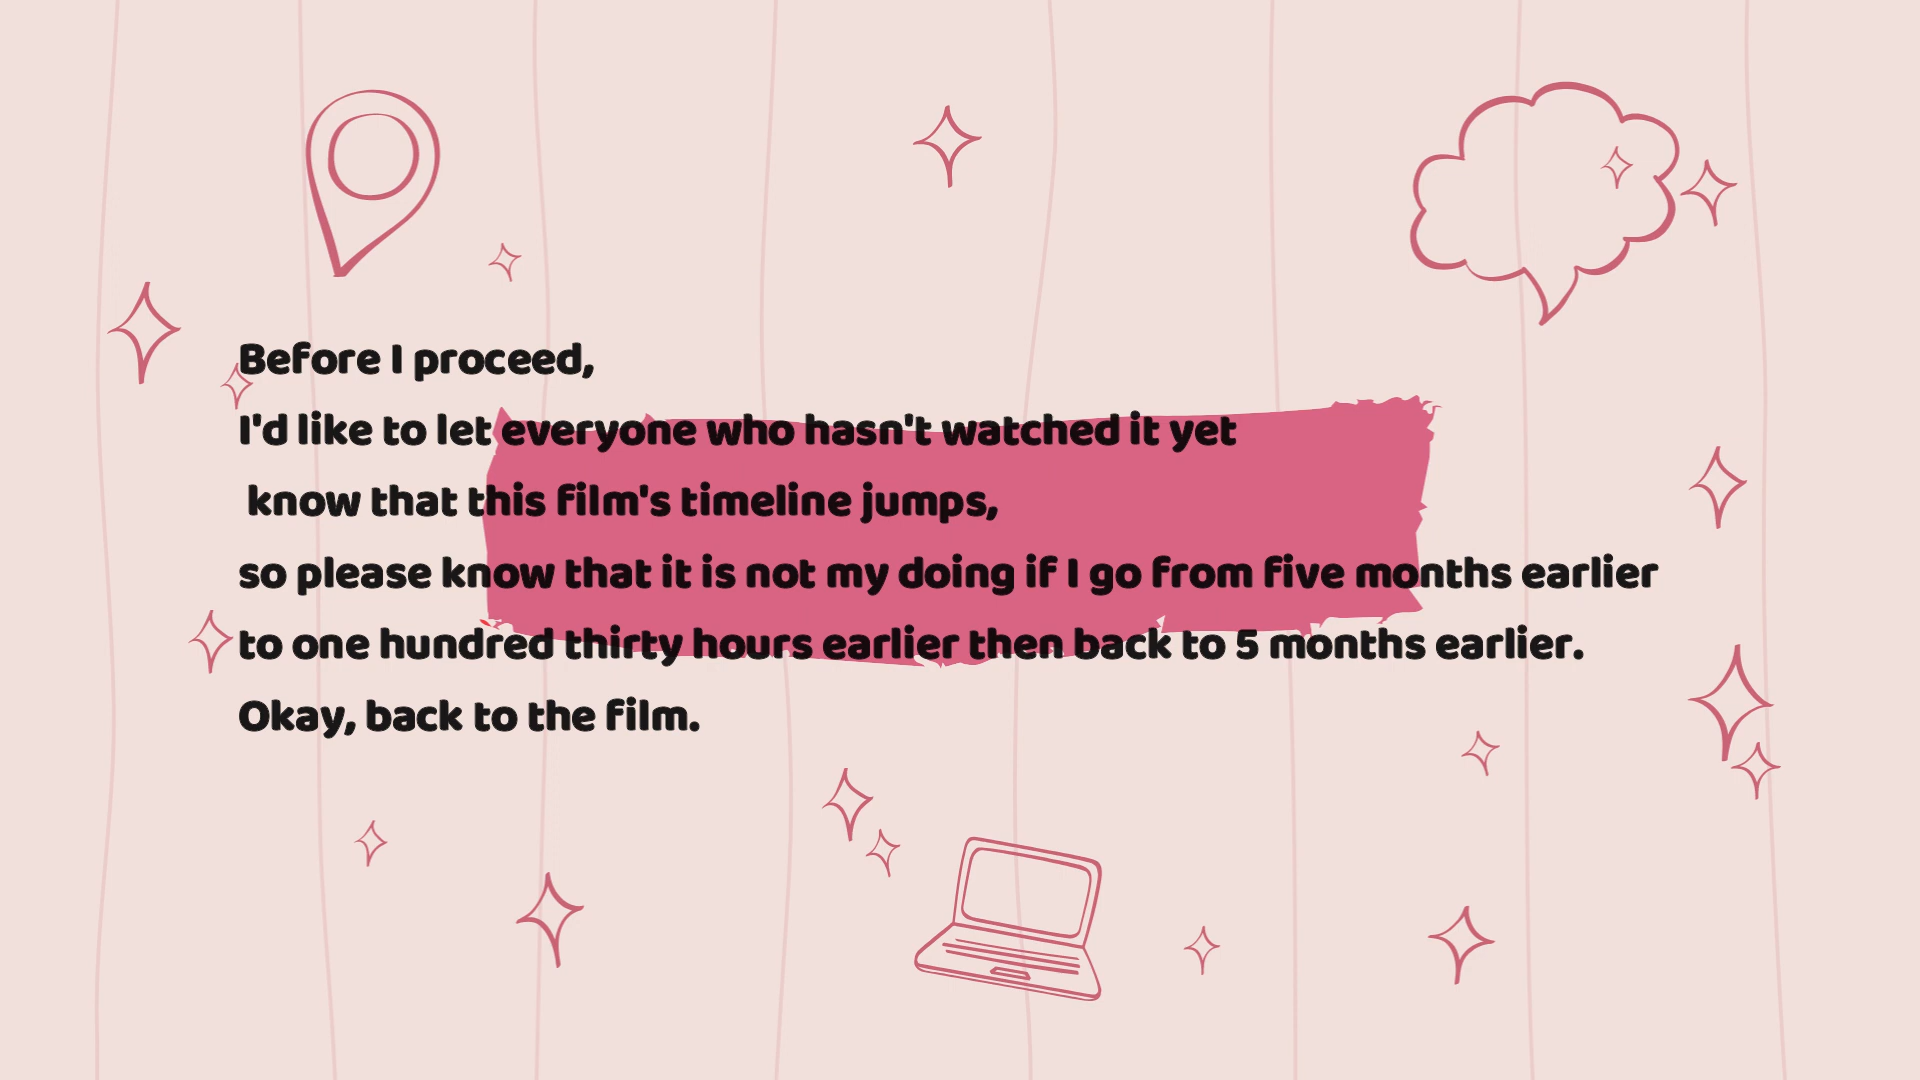 Before I proceed,
I'd like to let everyone who hasn't watched it yet
know that this film's timeline jumps,
so please know that it is not my doing if I go from five months earlier
to one hundred thirty hours earlier then back to 5 months earlier.
Okay, back to the film.